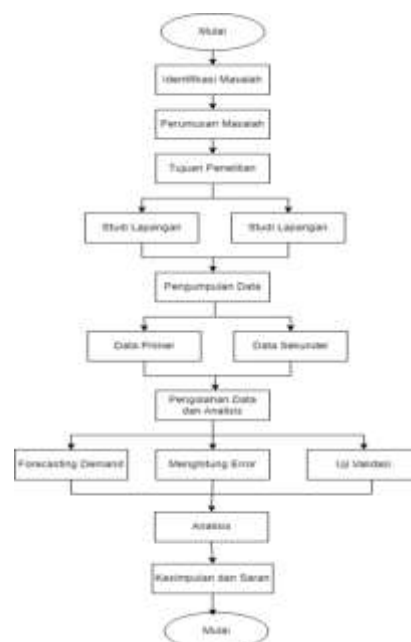 Mulai
Identifikasi Masalah
Perumusan Masalah
Tujuan Penelitian
Studi Lapangan
Studi Lapangan
Pengumpulan Data
Data Primer
Data Sekunder
Pengolahan Data
dan Analisis
Forecasting Demand
Menghitung Error
Uji Validasi
Analisis
Kesimpulan dan Saran
Mulai